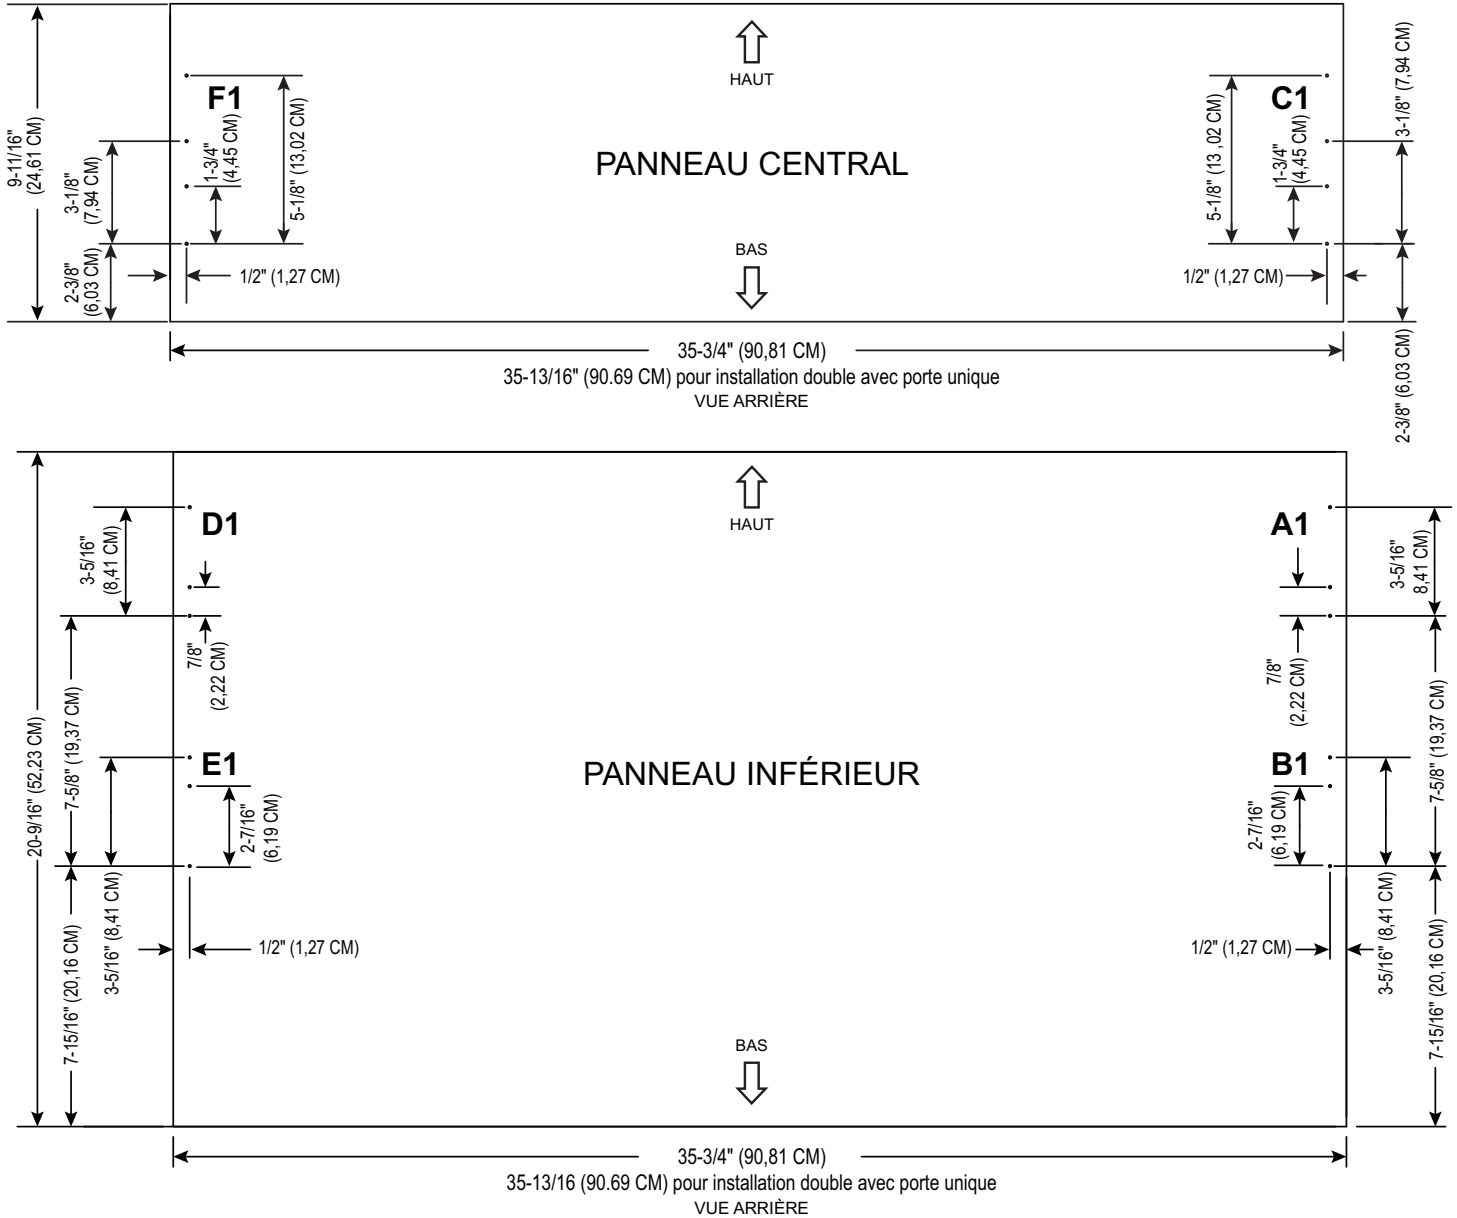 HAUT
F1
C1
9-11/16"
(24,61 CM)
3-1/8"
(7,94 CM)
1-3/4"
(4,45 CM)
5-1/8" (13,02 CM)
PANNEAU CENTRAL
5-1/8" (13 ,02 CM)
1-3/4"
(4,45 CM)
3-1/8" (7,94 CM)
2-3/8"
(6,03 CM)
1/2" (1,27 CM)
BAS
1/2" (1,27 CM)
2-3/8" (6,03 CM)
35-3/4" (90,81 CM)
35-13/16" (90.69 CM) pour installation double avec porte unique
VUE ARRIÈRE
HAUT
D1
A1
3-5/16"
(8,41 CM)
3-5/16"
8,41 CM)
7/8"
(2,22 CM)
7/8"
(2,22 CM)
20-9/16" (52,23 CM)
7-5/8" (19,37 CM)
E1
2-7/16"
(6,19 CM)
PANNEAU INFÉRIEUR
B1
2-7/16"
(6,19 CM)
7-5/8" (19,37 CM)
7-15/16" (20,16 CM)
3-5/16" (8,41 CM)
1/2" (1,27 CM)
1/2" (1,27 CM)
3-5/16" (8,41 CM)
7-15/16" (20,16 CM)
BAS
35-3/4" (90,81 CM)
35-13/16 (90.69 CM) pour installation double avec porte unique
VUE ARRIÈRE